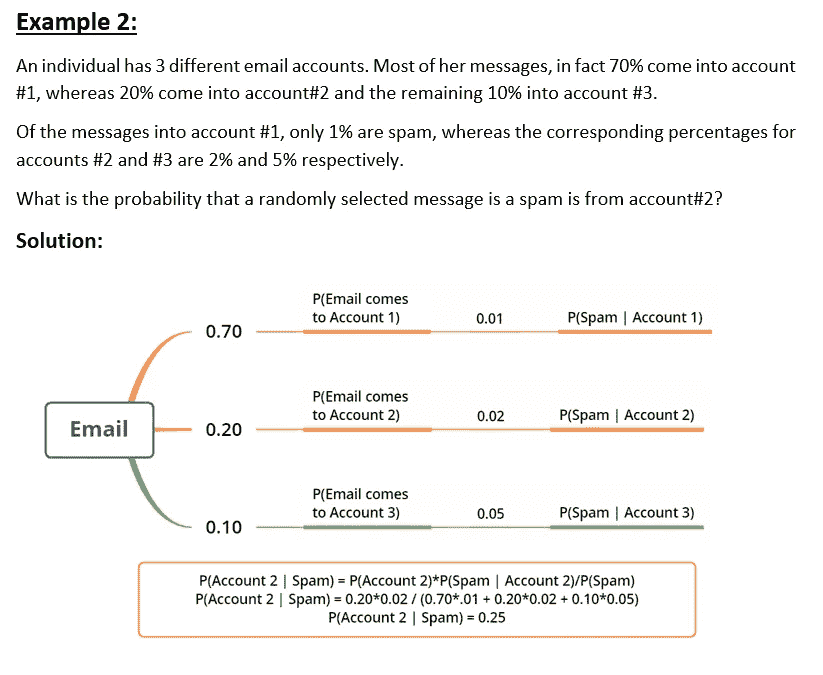 Example 2:
An individual has 3 different email accounts. Most of her messages, in fact 70% come into account
#1, whereas 20% come into account#2 and the remaining 10% into account #3.
Of the messages into account #1, only 1% are spam, whereas the corresponding percentages for
accounts #2 and #3 are 2% and 5% respectively.
What is the probability that a randomly selected message is a spam is from account#2?
Solution:
P(Email comes
to Account 1)
0.70
0.01
P(Spam | Account 1)
P(Email comes
to Account 2)
Email
0.20
0.02
P(Spam | Account 2)
P(Email comes
to Account 3)
0.10
0.05
P(Spam | Account 3)
P(Account 2 | Spam) = P(Account 2)*P(Spam | Account 2)/P(Spam)
P(Account 2 | Spam) = 0.20*0.02 / (0.70*.01 + 0.20*0.02 + 0.10*0.05)
P(Account 2 | Spam) = 0.25